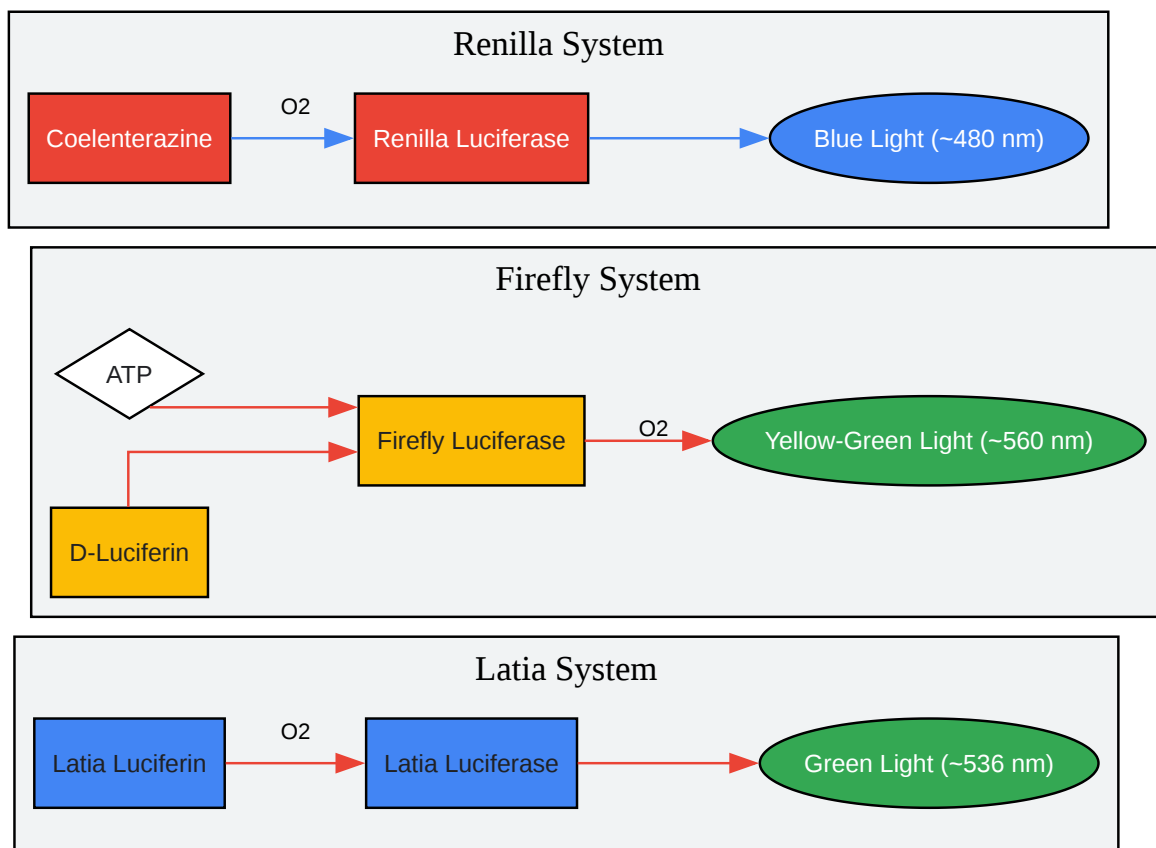 Renilla System
O2
Coelenterazine
Renilla Luciferase
Blue Light (~480 nm)
Firefly System
ATP
Firefly Luciferase
O2
Yellow-Green Light (~560 nm)
D-Luciferin
Latia System
O2
Latia Luciferin
Latia Luciferase
Green Light (~536 nm)